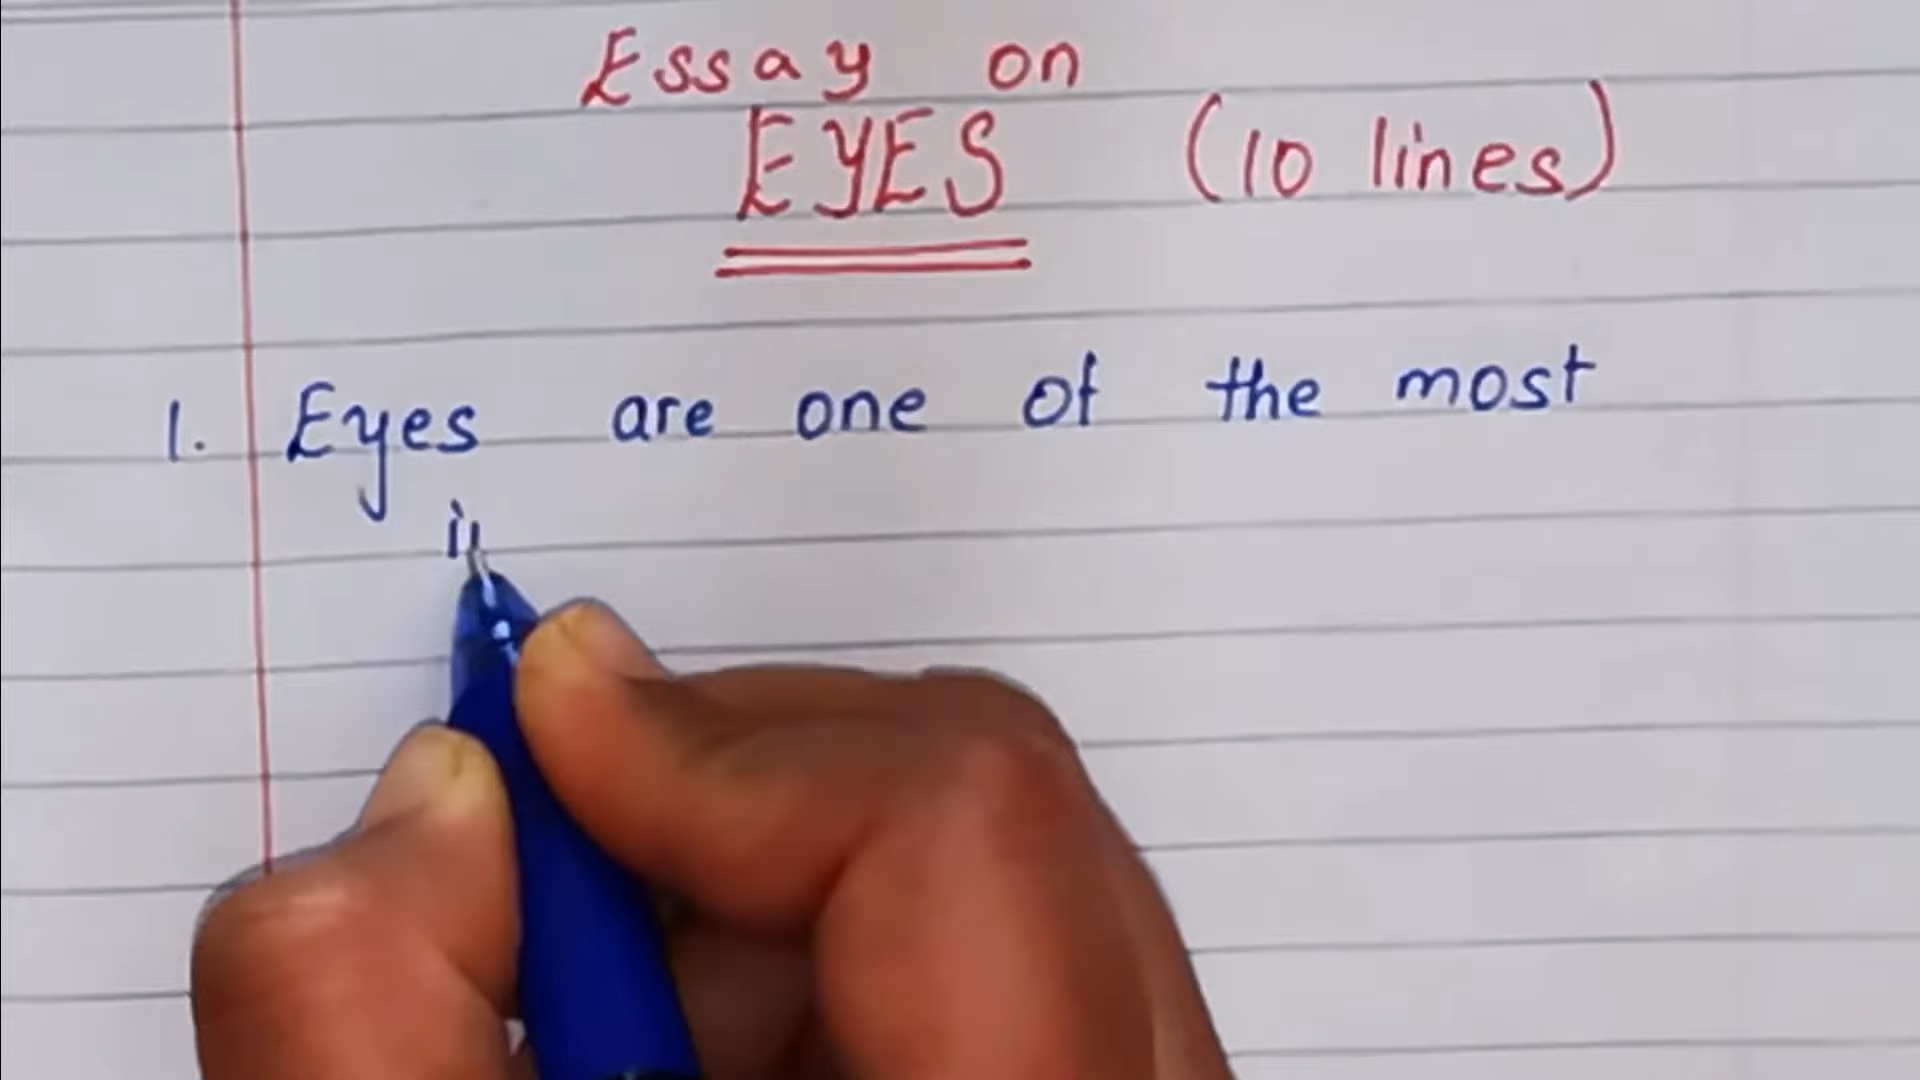 Essay on
EYES (10 lines)
1. Eyes are one of the most